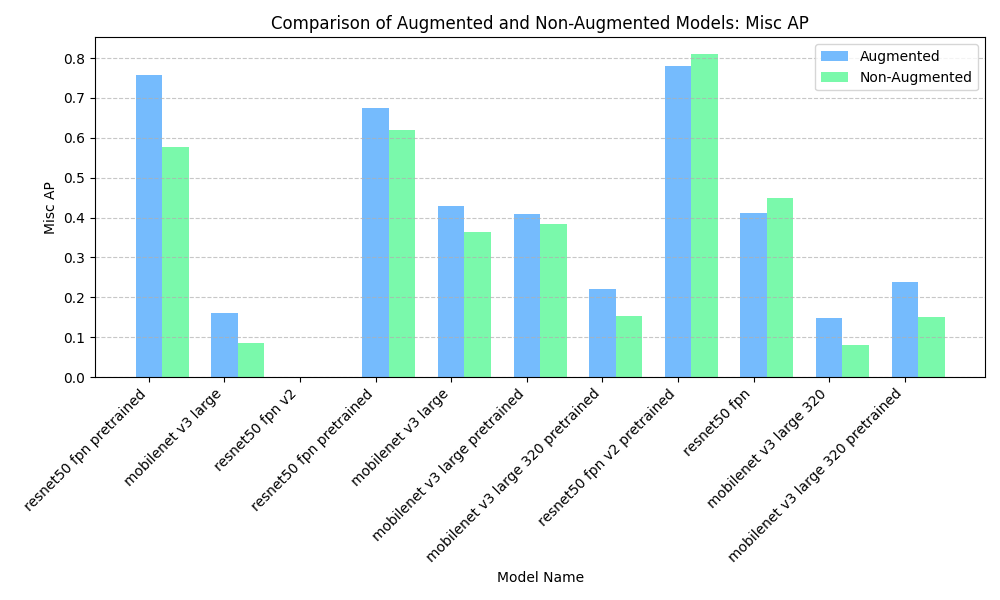 Comparison of Augmented and Non-Augmented Models: Misc AP
Augmented
Non-Augmented
Misc AP
0.8
0.7
0.6
0.5
0.4
0.3
0.2
0.1
0.0
resnet50 fpn pretrained
mobilenet v3 large
resnet50 fpn v2
resnet50 fpn pretrained
mobilenet v3 large
mobilenet v3 large pretrained
mobilenet v3 large 320 pretrained
resnet50 fpn v2 pretrained
resnet50 fpn
mobilenet v3 large 320
mobilenet v3 large 320 pretrained
Model Name